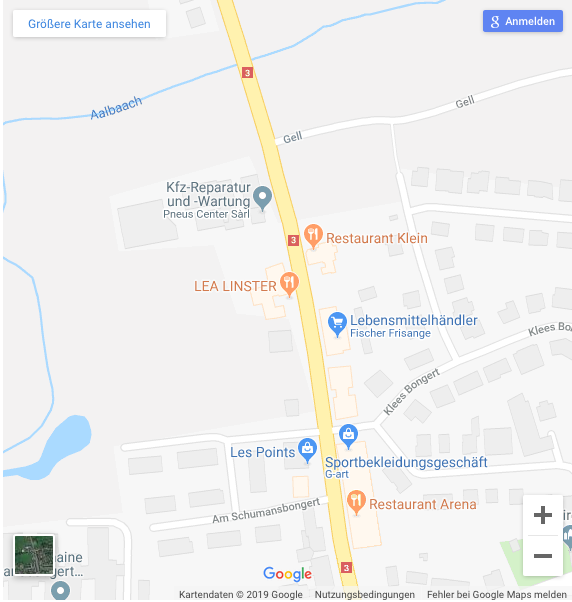 Größere Karte ansehen
Anmelden
3
Aalbaach
Gell
Gell
Kfz-Reparatur
und -Wartung
Pneus Center Sàrl
3
Restaurant Klein
LEA LINSTER
Lebensmittelhändler
Fischer Frisange
Klees Bo
Klees Bongert
Les Points
Sportbekleidungsgeschäft
G-art
Restaurant Arena
Am Schumansbongert
3
Google
Kartendaten © 2019 Google
Nutzungsbedingungen
Fehler bei Google Maps melden